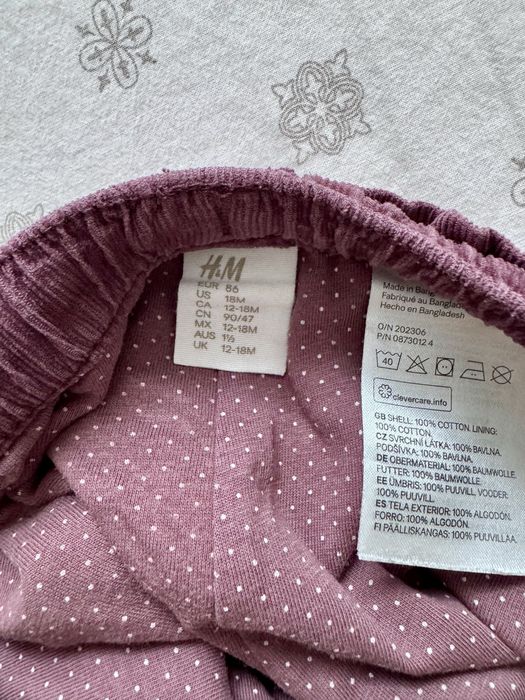 H&M
EUR 86
US 18M
CA 12-18M
CN 90/47
MX 12-18M
AUS 1½
UK 12-18M
Made in Bang
Fabriqué au Banglades
Hecho en Bangladesh
O/N 202306
P/N 0873012 4
40
clevercare.info
GB SHELL: 100% COTTON. LINING:
100% COTTON.
CZ SVRCHNÍ LÁTKA: 100% BAVLNA.
PODŠÍVKA: 100% BAVLNA.
DE OBERMATERIAL: 100% BAUMWOLLE.
FUTTER: 100% BAUMWOLLE
EE ÜMBRIS: 100% PUUVILL. VOODER:
100% PUUVILL.
ES TELA EXTERIOR: 100% ALGODÓN.
FORRO: 100% ALGODÓN.
FI PÄÄLLISKANGAS: 100% PUUVILLAA.